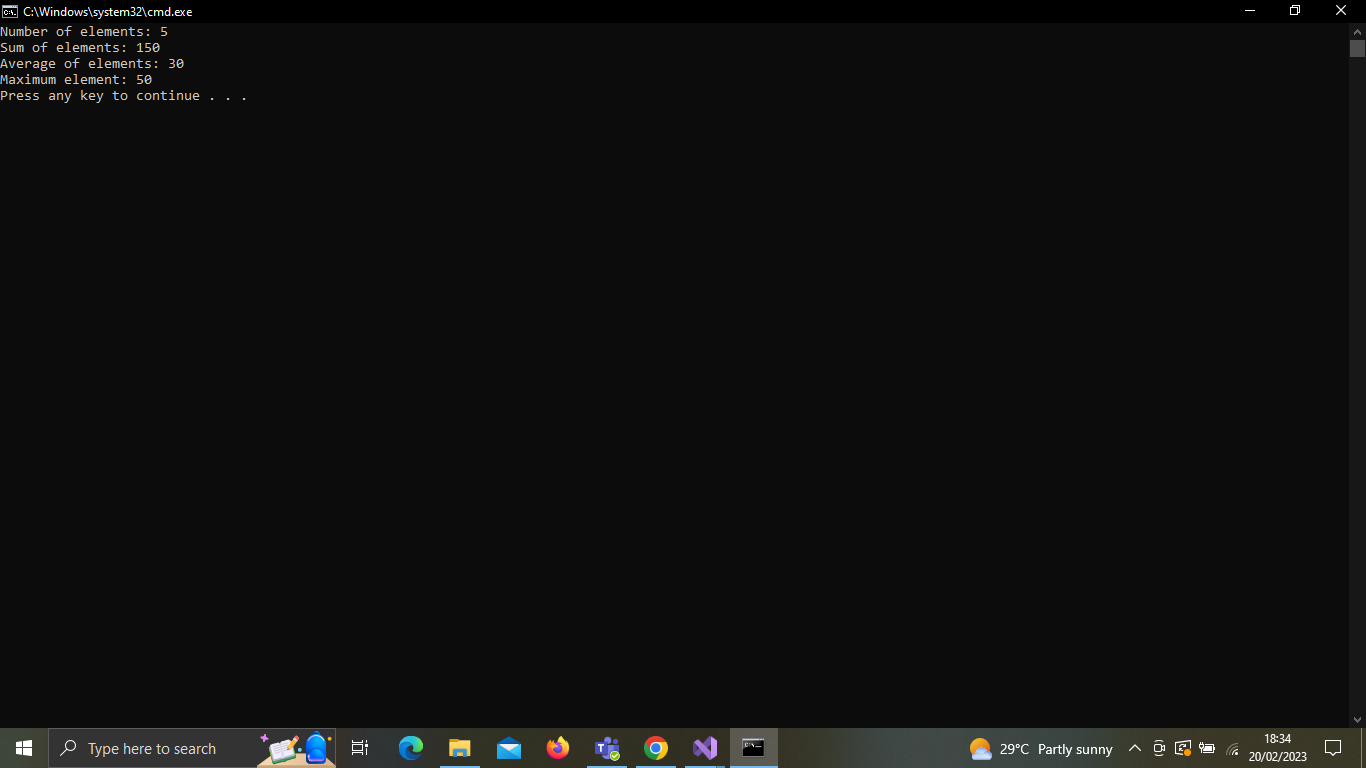 C:\Windows\system32\cmd.exe
Number of elements: 5
Sum of elements: 150
Average of elements: 30
Maximum element: 50
Press any key to continue . . .
Type here to search
29°C Partly sunny
18:34
20/02/2023